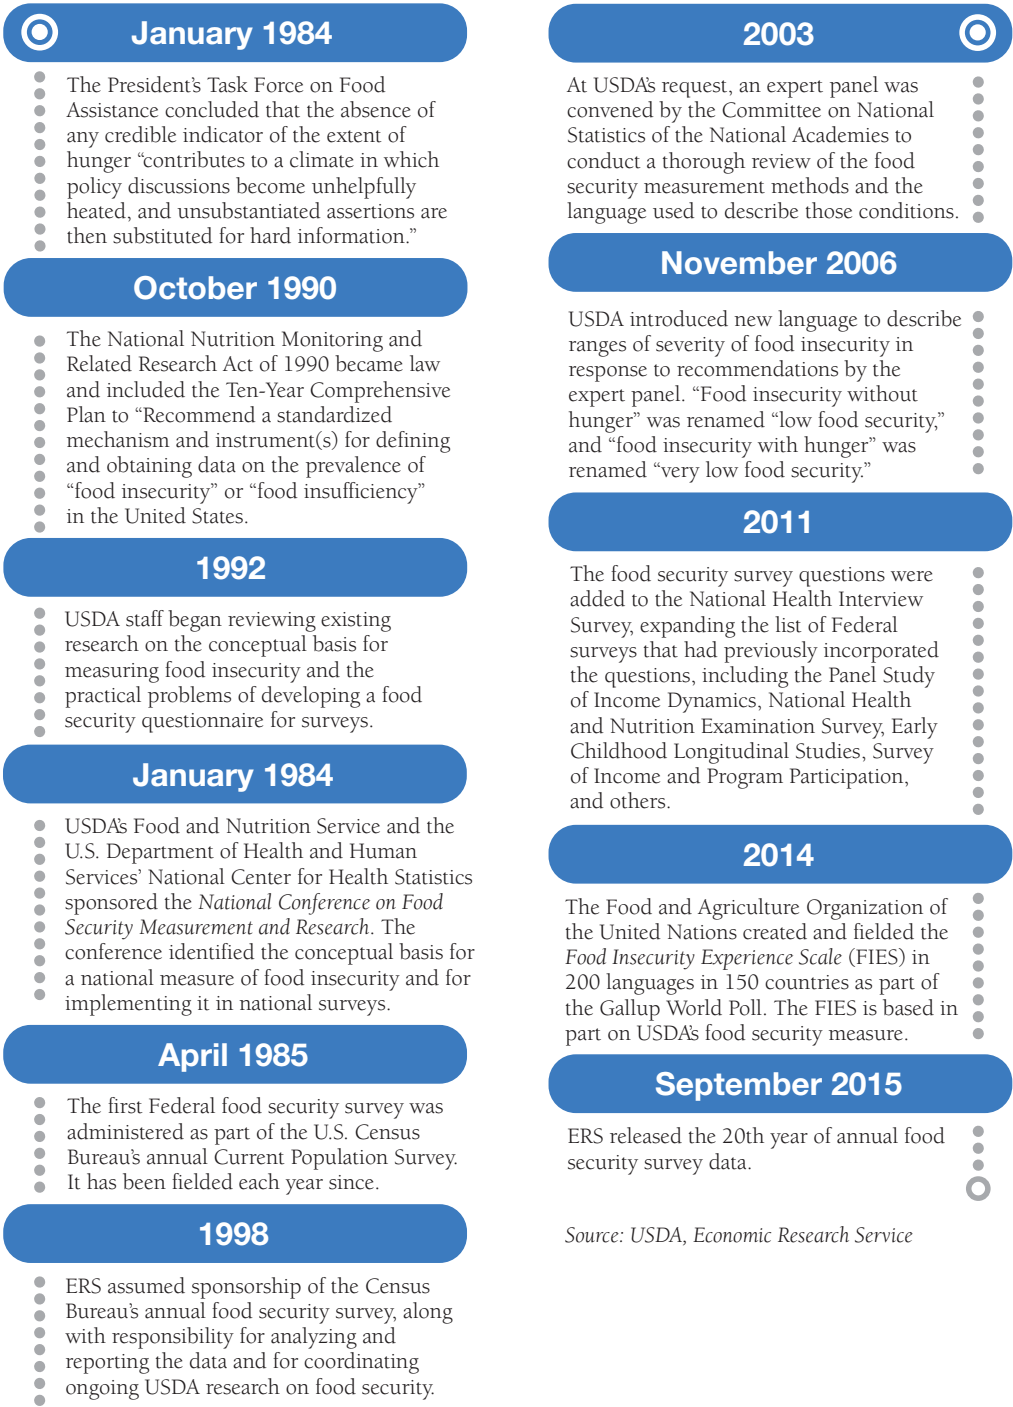 January 1984
The President's Task Force on Food
Assistance concluded that the absence of
any credible indicator of the extent of
hunger “contributes to a climate in which
policy discussions become unhelpfully
heated, and unsubstantiated assertions are
then substituted for hard information.”
October 1990
The National Nutrition Monitoring and
Related Research Act of 1990 became law
and included the Ten-Year Comprehensive
Plan to “Recommend a standardized
mechanism and instrument(s) for defining
and obtaining data on the prevalence of
“food insecurity” or “food insufficiency”
in the United States.
1992
USDA staff began reviewing existing
research on the conceptual basis for
measuring food insecurity and the
practical problems of developing a food
security questionnaire for surveys.
January 1984
USDA's Food and Nutrition Service and the
U.S. Department of Health and Human
Services' National Center for Health Statistics
sponsored the National Conference on Food
Security Measurement and Research. The
conference identified the conceptual basis for
a national measure of food insecurity and for
implementing it in national surveys.
April 1985
The first Federal food security survey was
administered as part of the U.S. Census
Bureau's annual Current Population Survey.
It has been fielded each year since.
1998
ERS assumed sponsorship of the Census
Bureau's annual food security survey, along
with responsibility for analyzing and
reporting the data and for coordinating
ongoing USDA research on food security.
2003
At USDA's request, an expert panel was
convened by the Committee on National
Statistics of the National Academies to
conduct a thorough review of the food
security measurement methods and the
language used to describe those conditions.
November 2006
USDA introduced new language to describe
ranges of severity of food insecurity in
response to recommendations by the
expert panel. “Food insecurity without
hunger” was renamed “low food security,”
and “food insecurity with hunger” was
renamed “very low food security.”
2011
The food security survey questions were
added to the National Health Interview
Survey, expanding the list of Federal
surveys that had previously incorporated
the questions, including the Panel Study
of Income Dynamics, National Health
and Nutrition Examination Survey, Early
Childhood Longitudinal Studies, Survey
of Income and Program Participation,
and others.
2014
The Food and Agriculture Organization of
the United Nations created and fielded the
Food Insecurity Experience Scale (FIES) in
200 languages in 150 countries as part of
the Gallup World Poll. The FIES is based in
part on USDA's food security measure.
September 2015
ERS released the 20th year of annual food
security survey data.
Source: USDA, Economic Research Service